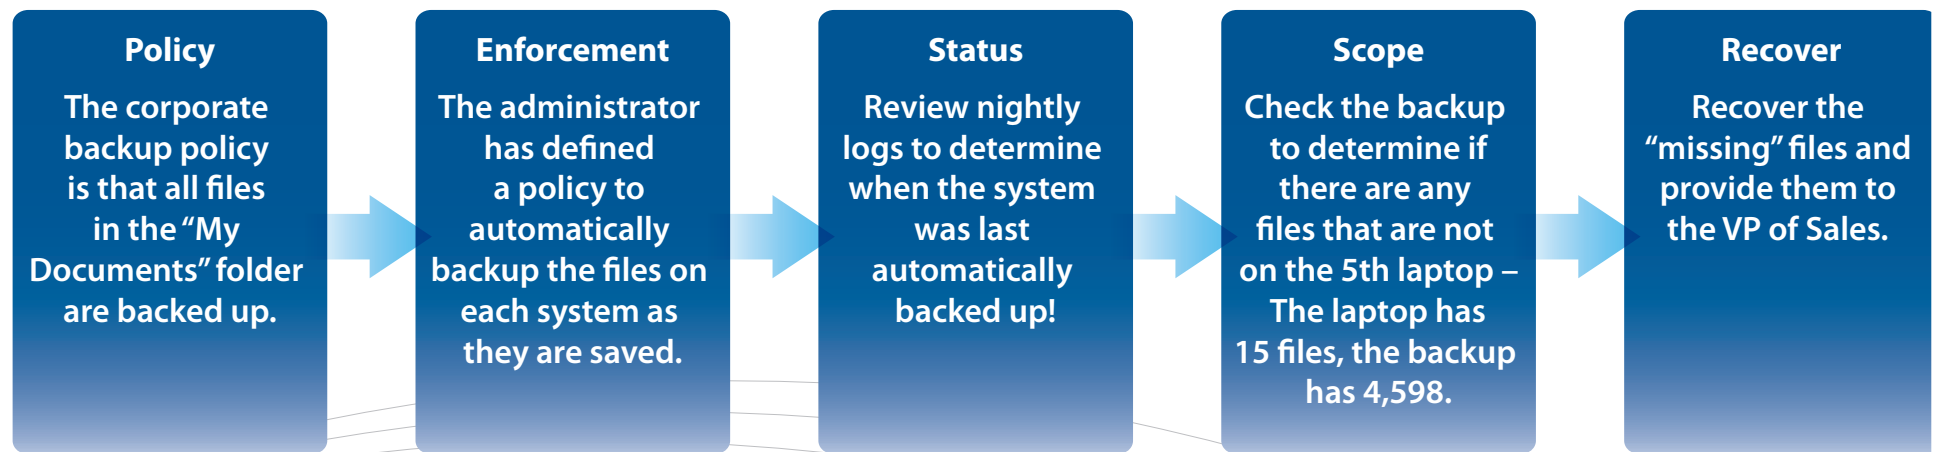 Policy
The corporate
backup policy
is that all files
in the “My
Documents” folder
are backed up.
Enforcement
The administrator
has defined
a policy to
automatically
backup the files on
each system as
they are saved.
Status
Review nightly
logs to determine
when the system
was last
automatically
backed up!
Scope
Check the backup
to determine if
there are any
files that are not
on the 5th laptop –
The laptop has
15 files, the backup
has 4,598.
Recover
Recover the
“missing” files and
provide them to
the VP of Sales.